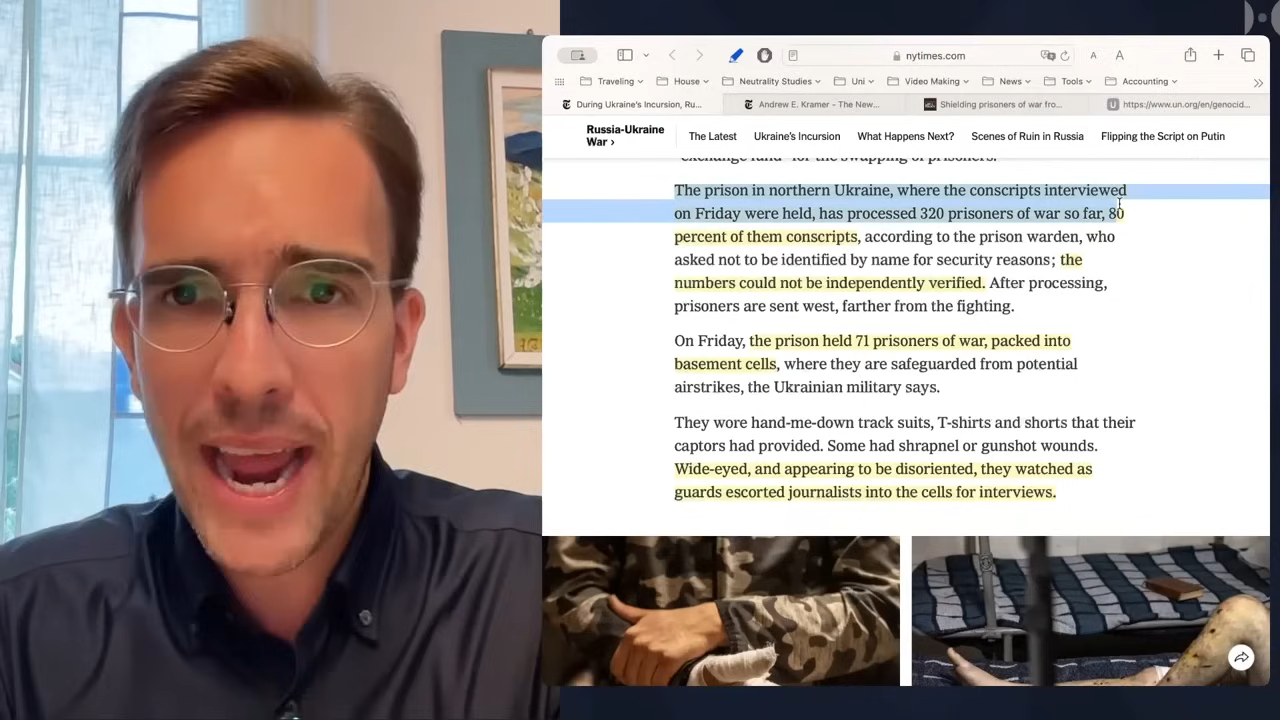 nytimes.com
A A
Traveling House Neutrality Studies Uni Video Making News Tools Accounting
During Ukraine's Incursion, Ru... Andrew E. Kramer - The New... Shielding prisoners of war fro... https://www.un.org/en/genocid...
Russia-Ukraine
War ›
The Latest Ukraine's Incursion What Happens Next? Scenes of Ruin in Russia Flipping the Script on Putin
"exchange fund" for the swapping of prisoners.
The prison in northern Ukraine, where the conscripts interviewed
on Friday were held, has processed 320 prisoners of war so far, 80
percent of them conscripts, according to the prison warden, who
asked not to be identified by name for security reasons; the
numbers could not be independently verified. After processing,
prisoners are sent west, farther from the fighting.
On Friday, the prison held 71 prisoners of war, packed into
basement cells, where they are safeguarded from potential
airstrikes, the Ukrainian military says.
They wore hand-me-down track suits, T-shirts and shorts that their
captors had provided. Some had shrapnel or gunshot wounds.
Wide-eyed, and appearing to be disoriented, they watched as
guards escorted journalists into the cells for interviews.